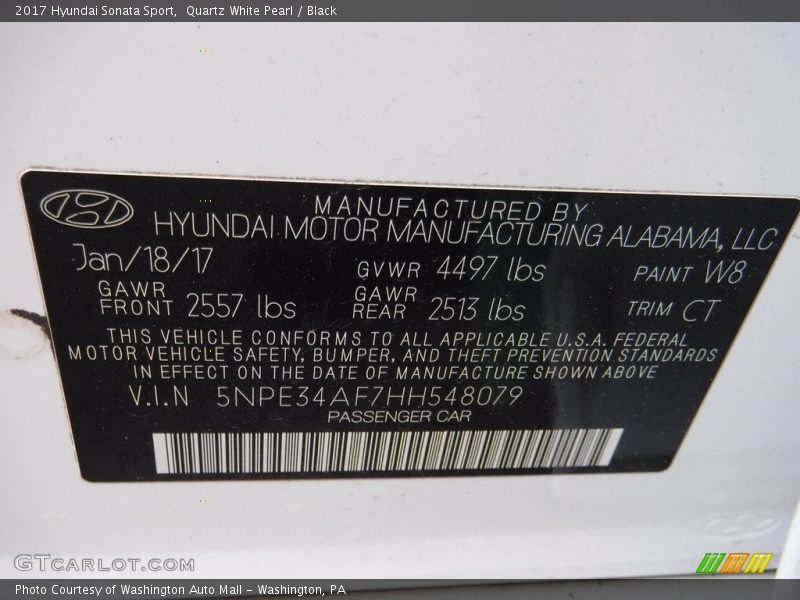 2017 Hyundai Sonata Sport,  Quartz White Pearl / Black
MANUFACTURED BY
HYUNDAI MOTOR MANUFACTURING ALABAMA, LLC
Jan/18/17 GVWR 4497 lbs PAINT W8
GAWR FRONT 2557 lbs GAWR REAR 2513 lbs TRIM CT
THIS VEHICLE CONFORMS TO ALL APPLICABLE U.S.A. FEDERAL
MOTOR VEHICLE SAFETY, BUMPER, AND THEFT PREVENTION STANDARDS
IN EFFECT ON THE DATE OF MANUFACTURE SHOWN ABOVE
V.I.N 5NPE34AF7HH548079
PASSENGER CAR
GTCARLOT.COM
Photo Courtesy of Washington Auto Mall - Washington, PA